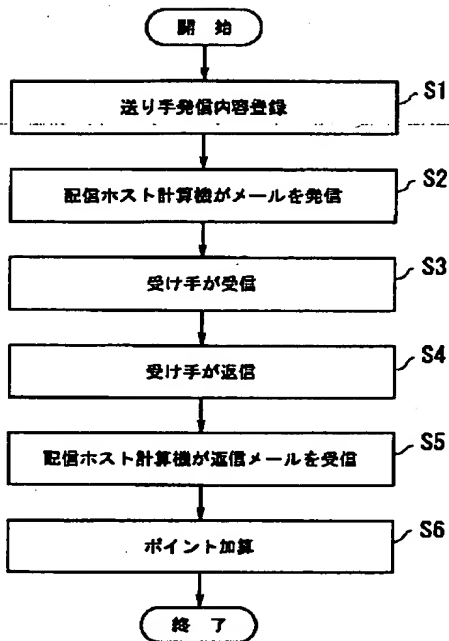 開 始
送り手発信内容登録
S1
配信ホスト計算機がメールを発信
S2
受け手が受信
S3
受け手が返信
S4
配信ホスト計算機が返信メールを受信
S5
ポイント加算
S6
終 了